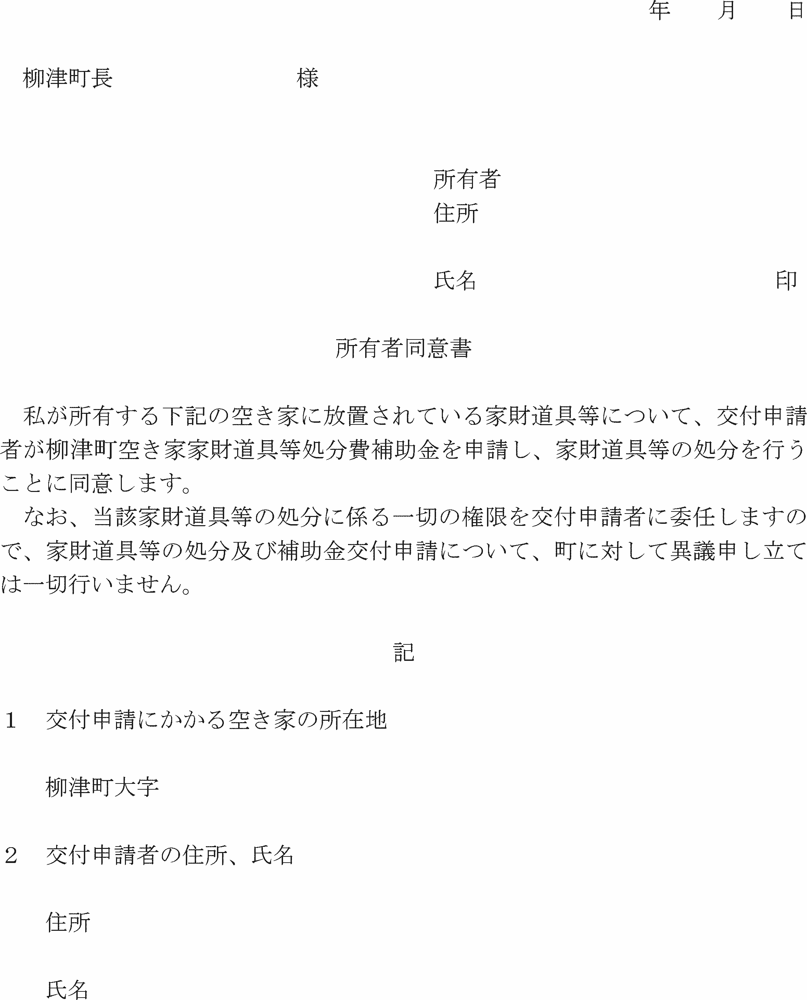 年　月　日
柳津町長　様
所有者
住所
氏名　印
所有者同意書
私が所有する下記の空き家に放置されている家財道具等について、交付申請
者が柳津町空き家家財道具等処分費補助金を申請し、家財道具等の処分を行う
ことに同意します。
なお、当該家財道具等の処分に係る一切の権限を交付申請者に委任しますの
で、家財道具等の処分及び補助金交付申請について、町に対して異議申し立て
は一切行いません。
記
１　交付申請にかかる空き家の所在地
柳津町大字
２　交付申請者の住所、氏名
住所
氏名